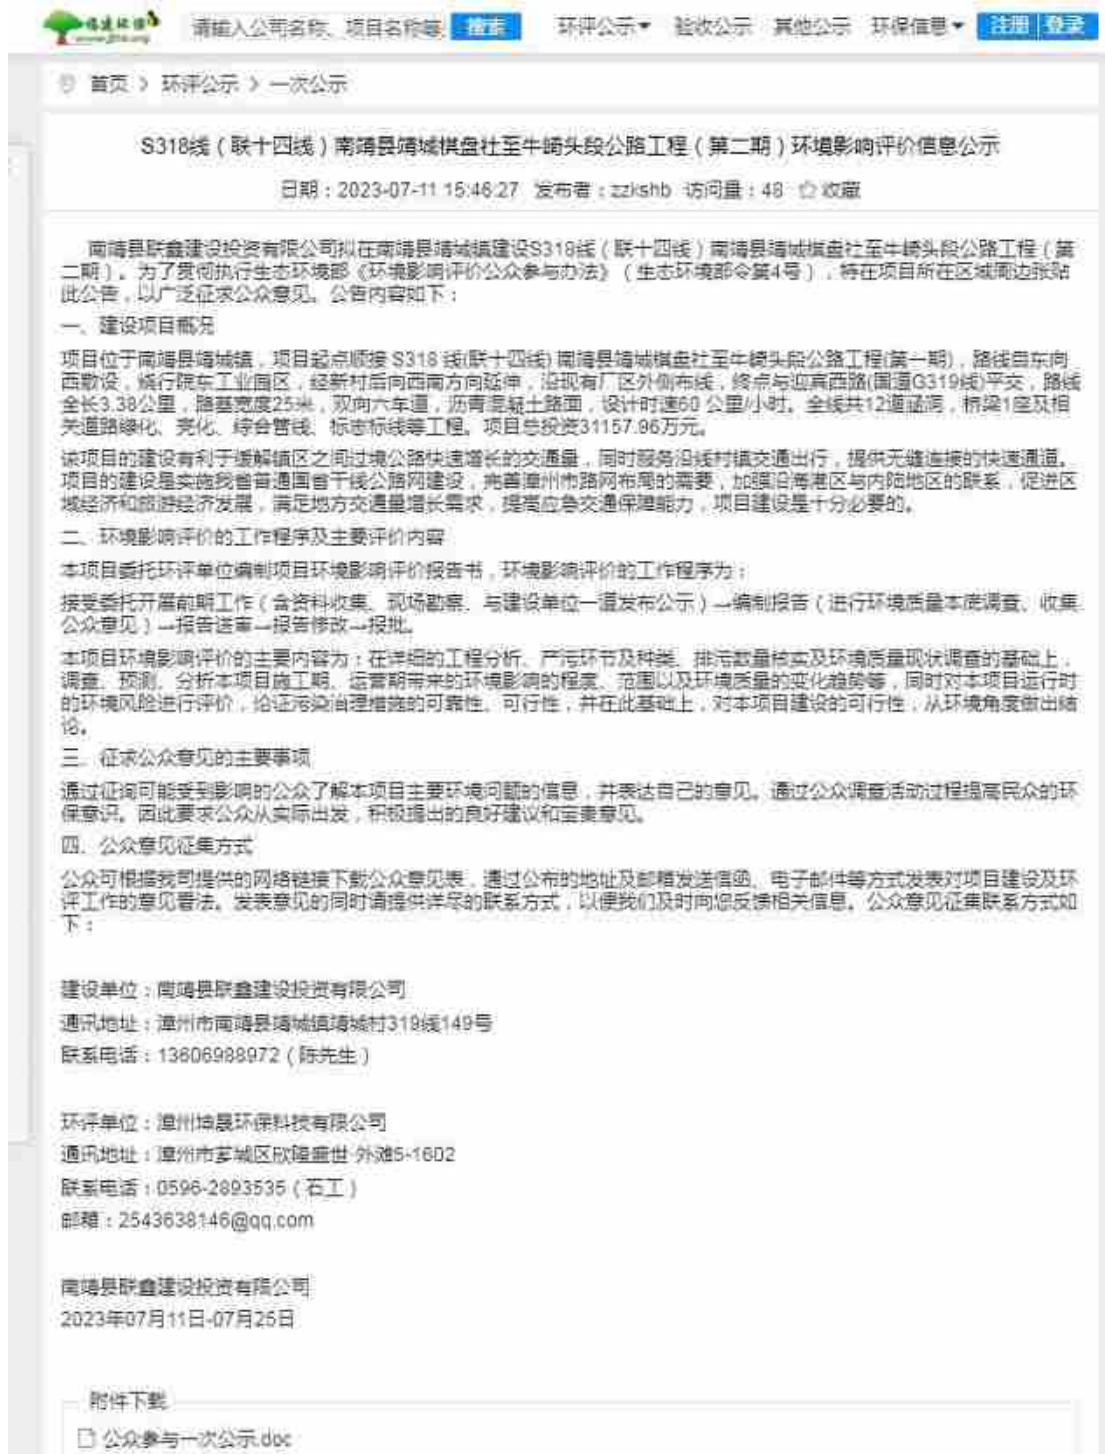 福建环保
请输入公司名称、项目名称等
搜索
环评公示 验收公示 其他公示 环保信息 注册 登录
首页 > 环评公示 > 一次公示
S318线（联十四线）南靖县靖城棋盘社至牛崎头段公路工程（第二期）环境影响评价信息公示
日期：2023-07-11 15:46:27 发布者：zzkshb 访问量：48 收藏
南靖县联鑫建设投资有限公司拟在南靖县靖城镇建设S318线（联十四线）南靖县靖城棋盘社至牛崎头段公路工程（第
二期）。为了贯彻执行生态环境部《环境影响评价公众参与办法》（生态环境部令第4号），特在项目所在区域周边张贴
此公告，以广泛征求公众意见。公告内容如下：
一、建设项目概况
项目位于南靖县靖城镇，项目起点顺接 S318 线(联十四线) 南靖县靖城棋盘社至牛崎头段公路工程(第一期)，路线自东向
西敷设，绕行院东工业园区，经新村后向西南方向延伸，沿现有厂区外侧布线，终点与迎宾西路(国道G319线)平交，路线
全长3.38公里，路基宽度25米，双向六车道，沥青混凝土路面，设计时速60 公里/小时。全线共12道涵洞，桥梁1座及相
关道路绿化、亮化、综合管线、标志标线等工程。项目总投资31157.96万元。
该项目的建设有利于缓解镇区之间过境公路快速增长的交通量，同时服务沿线村镇交通出行，提供无缝连接的快速通道。
项目的建设是实施我省普通国省干线公路网建设，完善漳州市路网布局的需要，加强沿海港区与内陆地区的联系，促进区
域经济和旅游经济发展，满足地方交通量增长需求，提高应急交通保障能力，项目建设是十分必要的。
二、环境影响评价的工作程序及主要评价内容
本项目委托环评单位编制项目环境影响评价报告书，环境影响评价的工作程序为：
接受委托开展前期工作（含资料收集、现场勘察、与建设单位一道发布公示）→编制报告（进行环境质量本底调查、收集
公众意见）→报告送审→报告修改→报批。
本项目环境影响评价的主要内容为：在详细的工程分析、产污环节及种类、排污数量核实及环境质量现状调查的基础上，
调查、预测、分析本项目施工期、运营期带来的环境影响的程度、范围以及环境质量的变化趋势等，同时对本项目运行时
的环境风险进行评价，论证污染治理措施的可靠性、可行性，并在此基础上，对本项目建设的可行性，从环境角度做出结
论。
三、征求公众意见的主要事项
通过征询可能受到影响的公众了解本项目主要环境问题的信息，并表达自己的意见。通过公众调查活动过程提高民众的环
保意识。因此要求公众从实际出发，积极提出的良好建议和宝贵意见。
四、公众意见征集方式
公众可根据我司提供的网络链接下载公众意见表，通过公布的地址及邮箱发送信函、电子邮件等方式发表对项目建设及环
评工作的意见看法。发表意见的同时请提供详尽的联系方式，以便我们及时向您反馈相关信息。公众意见征集联系方式如
下：
建设单位：南靖县联鑫建设投资有限公司
通讯地址：漳州市南靖县靖城镇靖城村319线149号
联系电话：13606988972（陈先生）
环评单位：漳州坤晟环保科技有限公司
通讯地址：漳州市芗城区欣隆盛世·外滩5-1602
联系电话：0596-2893535（石工）
邮箱：2543638146@qq.com
南靖县联鑫建设投资有限公司
2023年07月11日-07月25日
附件下载
公众参与一次公示.doc